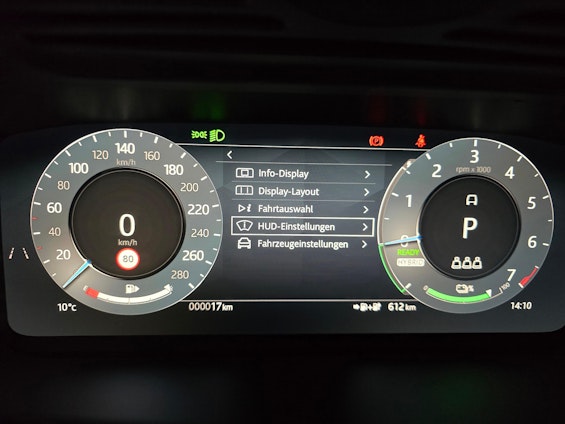 140
120 160
km/h
100 180
80 200
60 220
40 240
20 260
280
0
km/h
80
10°C
000017km
Info-Display
Display-Layout
Fahrtauswahl
HUD-Einstellungen
Fahrzeugeinstellungen
3
2 4
rpm x 1000
1 5
0 6
7
A
P
READY
HYBRID
%
100
612 km
14:10